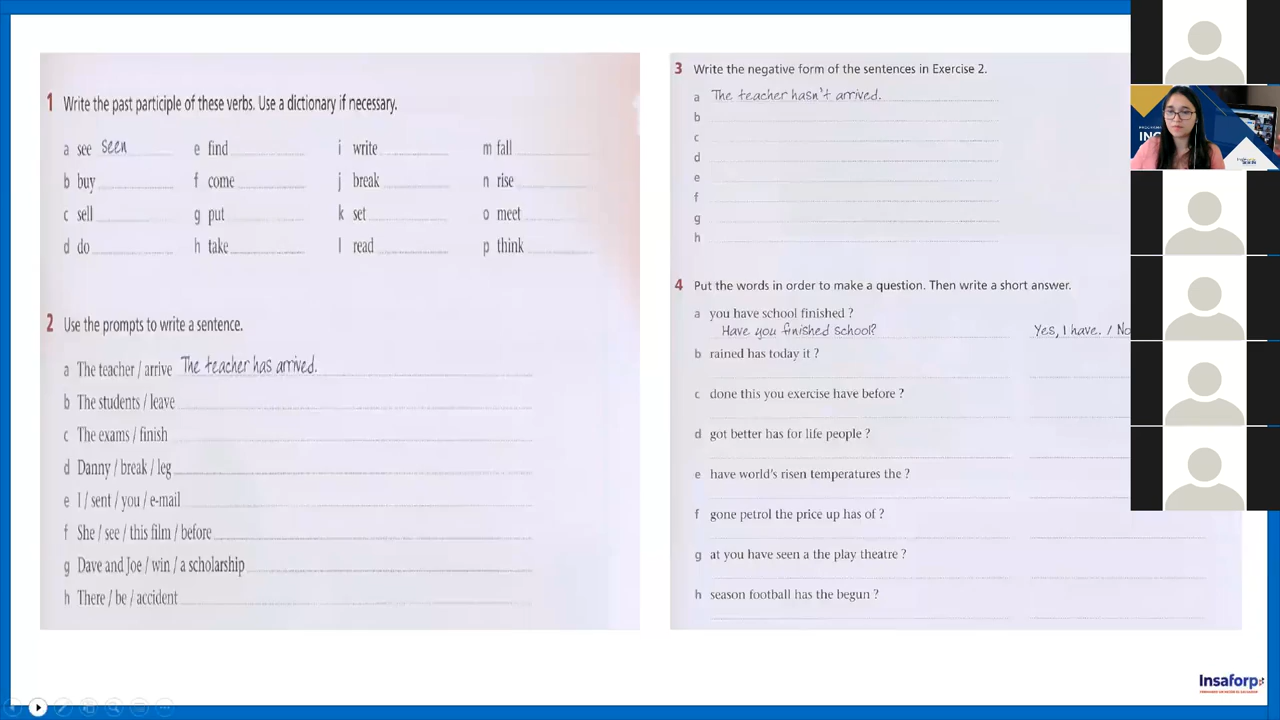 1 Write the past participle of these verbs. Use a dictionary if necessary.
a see seen e find i write m fall
b buy f come j break n rise
c sell g put k set o meet
d do h take l read p think
2 Use the prompts to write a sentence.
a The teacher / arrive The teacher has arrived.
b The students / leave
c The exams / finish
d Danny / break / leg
e I / sent / you / e-mail
f She / see / this film / before
g Dave and Joe / win / a scholarship
h There / be / accident
3 Write the negative form of the sentences in Exercise 2.
a The teacher hasn't arrived.
b
c
d
e
f
g
h
4 Put the words in order to make a question. Then write a short answer.
a you have school finished ?
Have you finished school? Yes, I have. / No
b rained has today it ?
c done this you exercise have before ?
d got better has for life people ?
e have world's risen temperatures the ?
f gone petrol the price up has of ?
g at you have seen a the play theatre ?
h season football has the begun ?
Insaforp